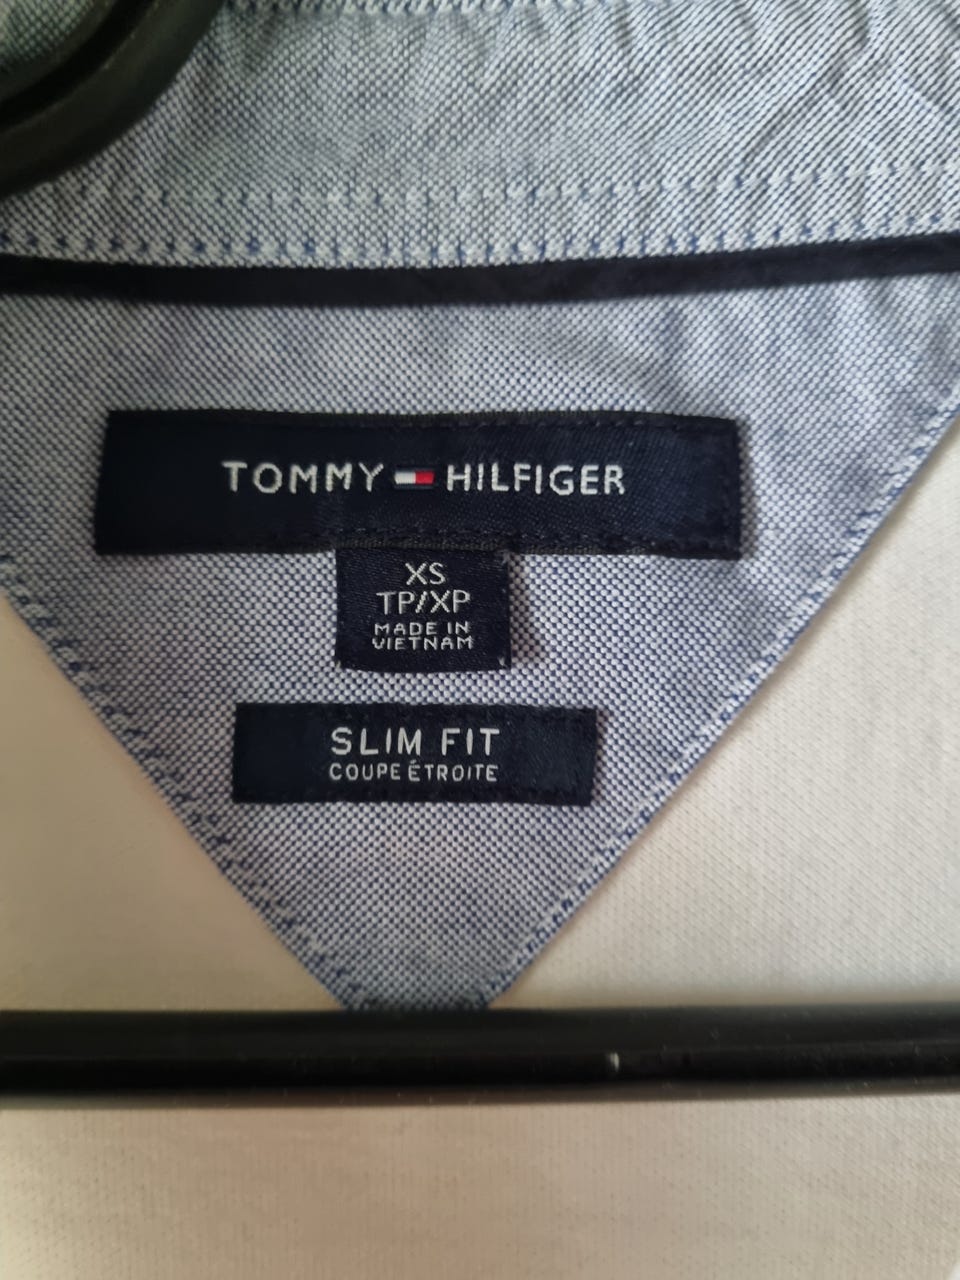 TOMMY HILFIGER
XS
TP/XP
MADE IN
VIETNAM
SLIM FIT
COUPE ÉTROITE